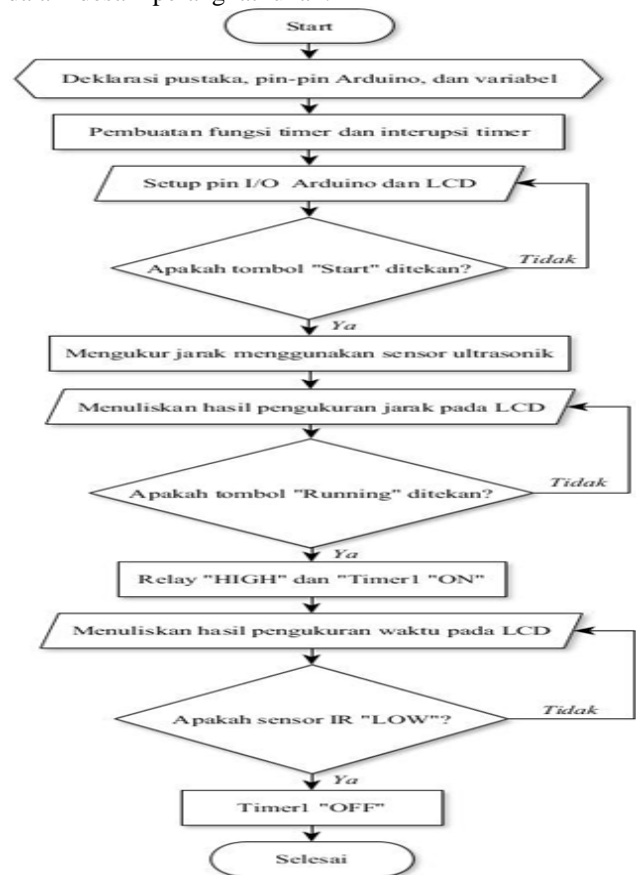 Start
Deklarasi pustaka, pin-pin Arduino, dan variabel
Pembuatan fungsi timer dan interupsi timer
Setup pin I/O Arduino dan LCD
Apakah tombol "Start" ditekan?
Tidak
Ya
Mengukur jarak menggunakan sensor ultrasonik
Menuliskan hasil pengukuran jarak pada LCD
Apakah tombol "Running" ditekan?
Tidak
Ya
Relay "HIGH" dan "Timer1 "ON"
Menuliskan hasil pengukuran waktu pada LCD
Apakah sensor IR "LOW"?
Tidak
Ya
Timer1 "OFF"
Selesai